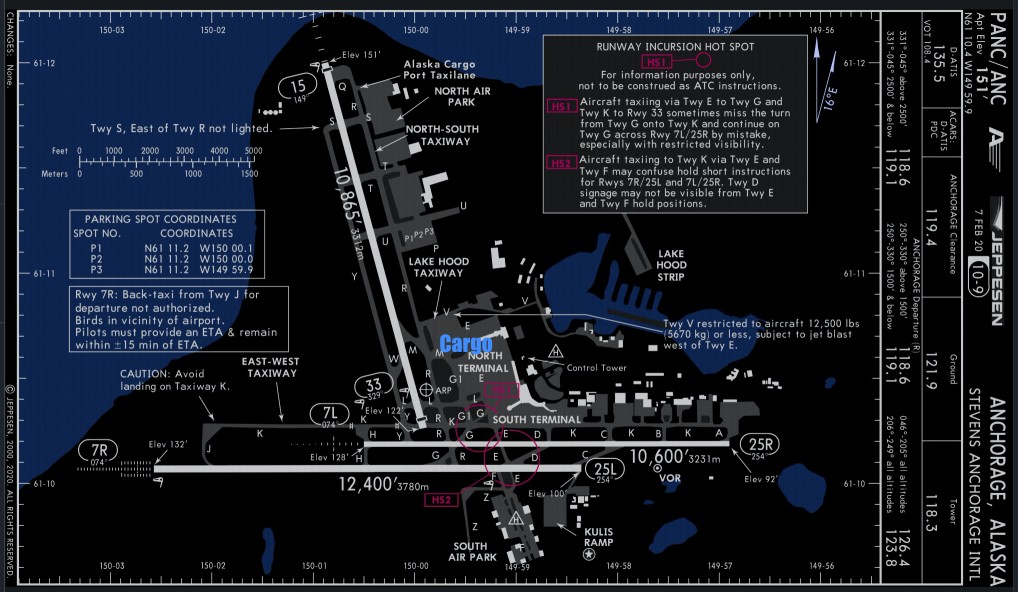 CHANGES: None.
© JEPPESEN, 2000, 2020. ALL RIGHTS RESERVED.
150-03
150-02
150-01
150-00
149-59
149-58
149-57
149-56
61-12
61-11
61-10
Elev 151'
15
149°
Alaska Cargo
Port Taxilane
NORTH AIR
PARK
Twy S, East of Twy R not lighted.
NORTH-SOUTH
TAXIWAY
Feet 0 1000 2000 3000 4000 5000
Meters 0 500 1000 1500
10,865' 3312m
PARKING SPOT COORDINATES
SPOT NO. COORDINATES
P1 N61 11.2 W150 00.1
P2 N61 11.2 W150 00.0
P3 N61 11.2 W149 59.9
Rwy 7R: Back-taxi from Twy J for
departure not authorized.
Birds in vicinity of airport.
Pilots must provide an ETA & remain
within ±15 min of ETA.
RUNWAY INCURSION HOT SPOT
HS1
For information purposes only,
not to be construed as ATC instructions.
HS1 Aircraft taxiing via Twy E to Twy G and
Twy K to Rwy 33 sometimes miss the turn
from Twy G onto Twy K and continue on
Twy G across Rwy 7L/25R by mistake,
especially with restricted visibility.
HS2 Aircraft taxiing to Twy K via Twy E and
Twy F may confuse hold short instructions
for Rwys 7R/25L and 7L/25R. Twy D
signage may not be visible from Twy E
and Twy F hold positions.
16°E
Q
R
S
S
T
T
U
U
P1 P2 P3
P
Y
R
LAKE HOOD
TAXIWAY
LAKE
HOOD
STRIP
V
V
E
Twy V restricted to aircraft 12,500 lbs
(5670 kg) or less, subject to jet blast
west of Twy E.
Cargo
NORTH
TERMINAL
H
Control Tower
W
M
M
R
G1
E
ARP
L
HS1
EAST-WEST
TAXIWAY
CAUTION: Avoid
landing on Taxiway K.
33
329°
Elev 122'
7L
074°
SOUTH TERMINAL
K
J
K
H
Y
Y
R
K
G1
G
R
G
E
D
K
C
K
B
K
A
25R
254°
7R
074°
Elev 132'
Elev 128'
H
G
R
E
D
C
25L
254°
10,600' 3231m
VOR
Elev 92'
12,400' 3780m
HS2
Elev 100'
F
E
Z
Z
H
F
SOUTH
AIR PARK
KULIS
RAMP
PANC/ANC
Apt Elev 151'
N61 10.4 W149 59.9
JEPPESEN
7 FEB 20
10-9
ANCHORAGE, ALASKA
STEVENS ANCHORAGE INTL
D-ATIS
135.5
VOT 108.4
ACARS:
D-ATIS
PDC
ANCHORAGE Clearance
119.4
Ground
121.9
Tower
118.3
ANCHORAGE Departure (R)
331°-045° above 2500'
118.6
331°-045° 2500' & below
119.1
250°-330° above 1500'
118.6
250°-330° 1500' & below
119.1
046°-205° all altitudes
126.4
206°-249° all altitudes
123.8